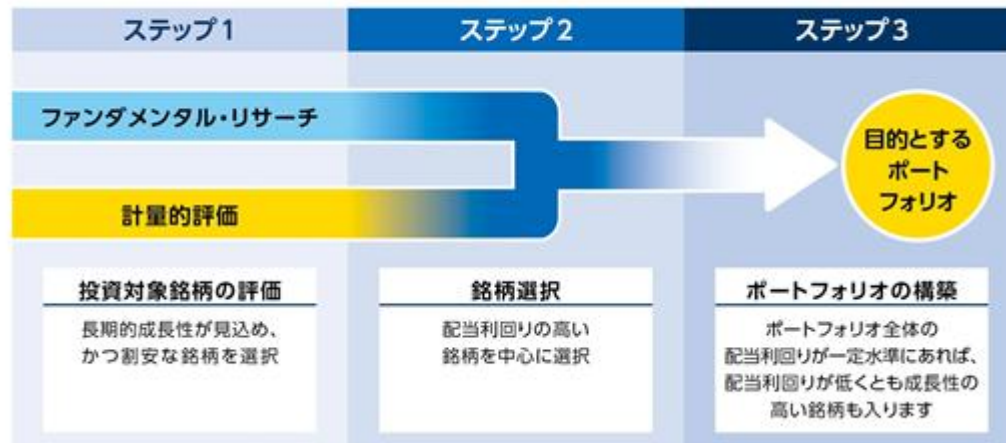 ステップ1
ステップ2
ステップ3
ファンダメンタル・リサーチ
計量的評価
目的とする
ポート
フォリオ
投資対象銘柄の評価
長期的成長性が見込め、
かつ割安な銘柄を選択
銘柄選択
配当利回りの高い
銘柄を中心に選択
ポートフォリオの構築
ポートフォリオ全体の
配当利回りが一定水準にあれば、
配当利回りが低くとも成長性の
高い銘柄も入ります